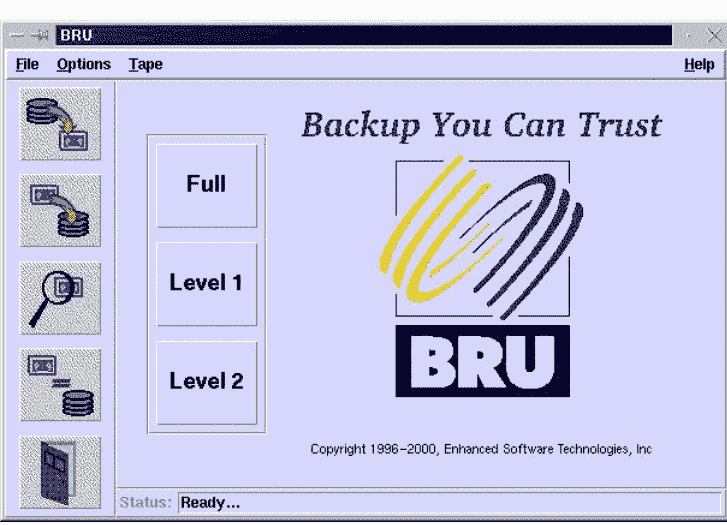 BRU
File Options Tape Help
Backup You Can Trust
Full
Level 1
Level 2
BRU
Copyright 1996-2000, Enhanced Software Technologies, Inc
Status: Ready...